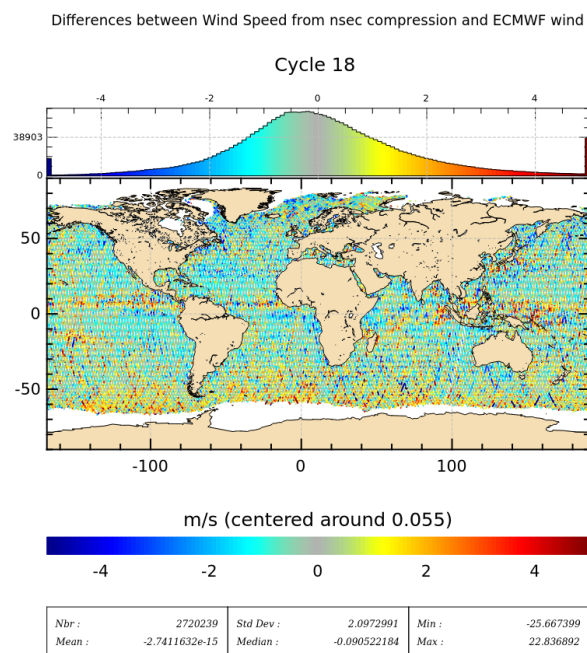 Differences between Wind Speed from nsec compression and ECMWF wind
Cycle 18
-4 -2 0 2 4
38903
0
50
0
-50
-100 0 100
m/s (centered around 0.055)
-4 -2 0 2 4
Nbr : 2720239 Std Dev : 2.0972991 Min : -25.667399
Mean : -2.7411632e-15 Median : -0.090522184 Max : 22.836892